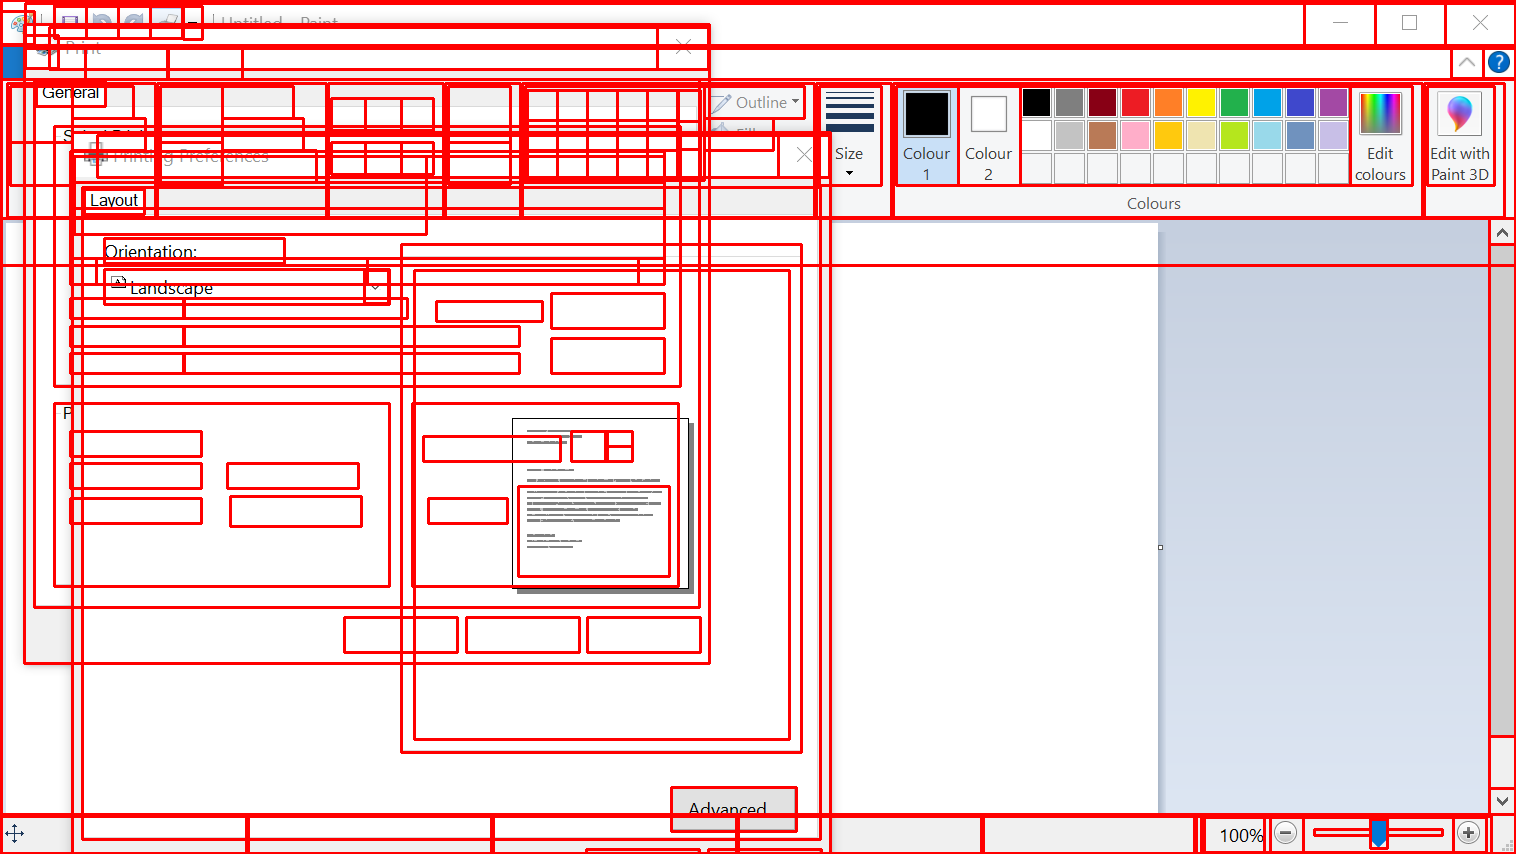 Untitled - Paint
Print
General
Outline
Fill
Select Printer
Printing Preferences
Size
Colour
1
Colour
2
Edit
colours
Edit with
Paint 3D
Layout
Colours
Orientation:
Landscape
P
Advanced...
100%